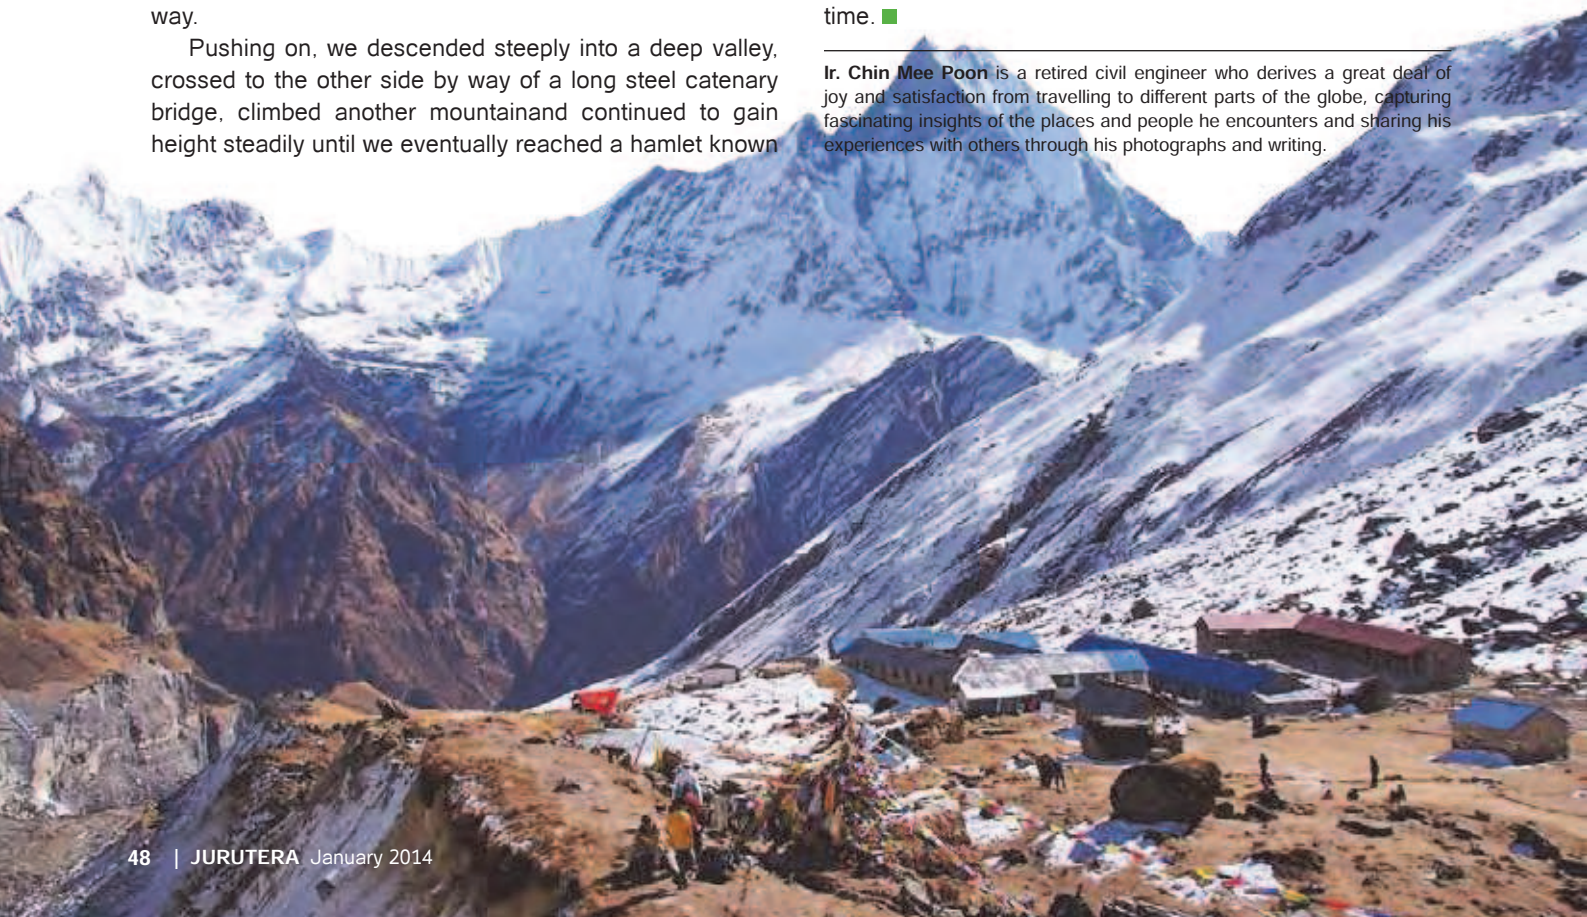 way.
Pushing on, we descended steeply into a deep valley,
crossed to the other side by way of a long steel catenary
bridge, climbed another mountainand continued to gain
height steadily until we eventually reached a hamlet known
time.
Ir. Chin Mee Poon is a retired civil engineer who derives a great deal of
joy and satisfaction from travelling to different parts of the globe, capturing
fascinating insights of the places and people he encounters and sharing his
experiences with others through his photographs and writing.
48 | JURUTERA January 2014